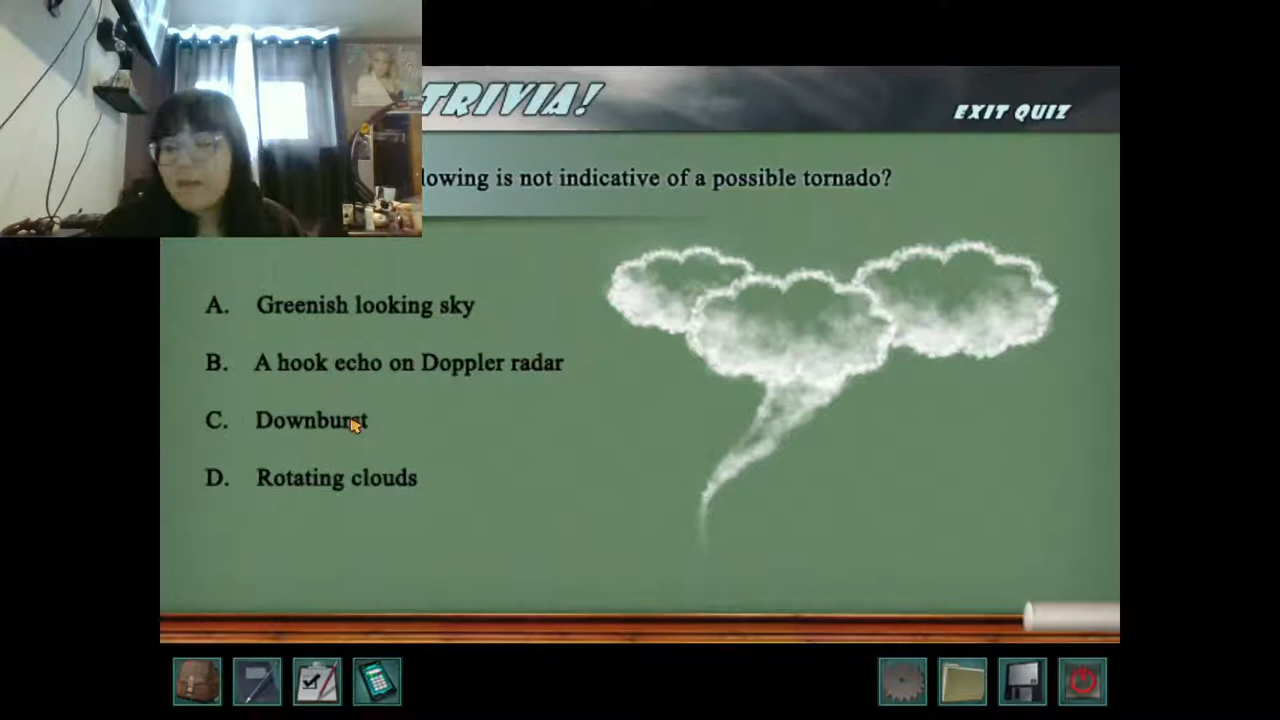 TRIVIA!
EXIT QUIZ
lowing is not indicative of a possible tornado?
A. Greenish looking sky
B. A hook echo on Doppler radar
C. Downburst
D. Rotating clouds